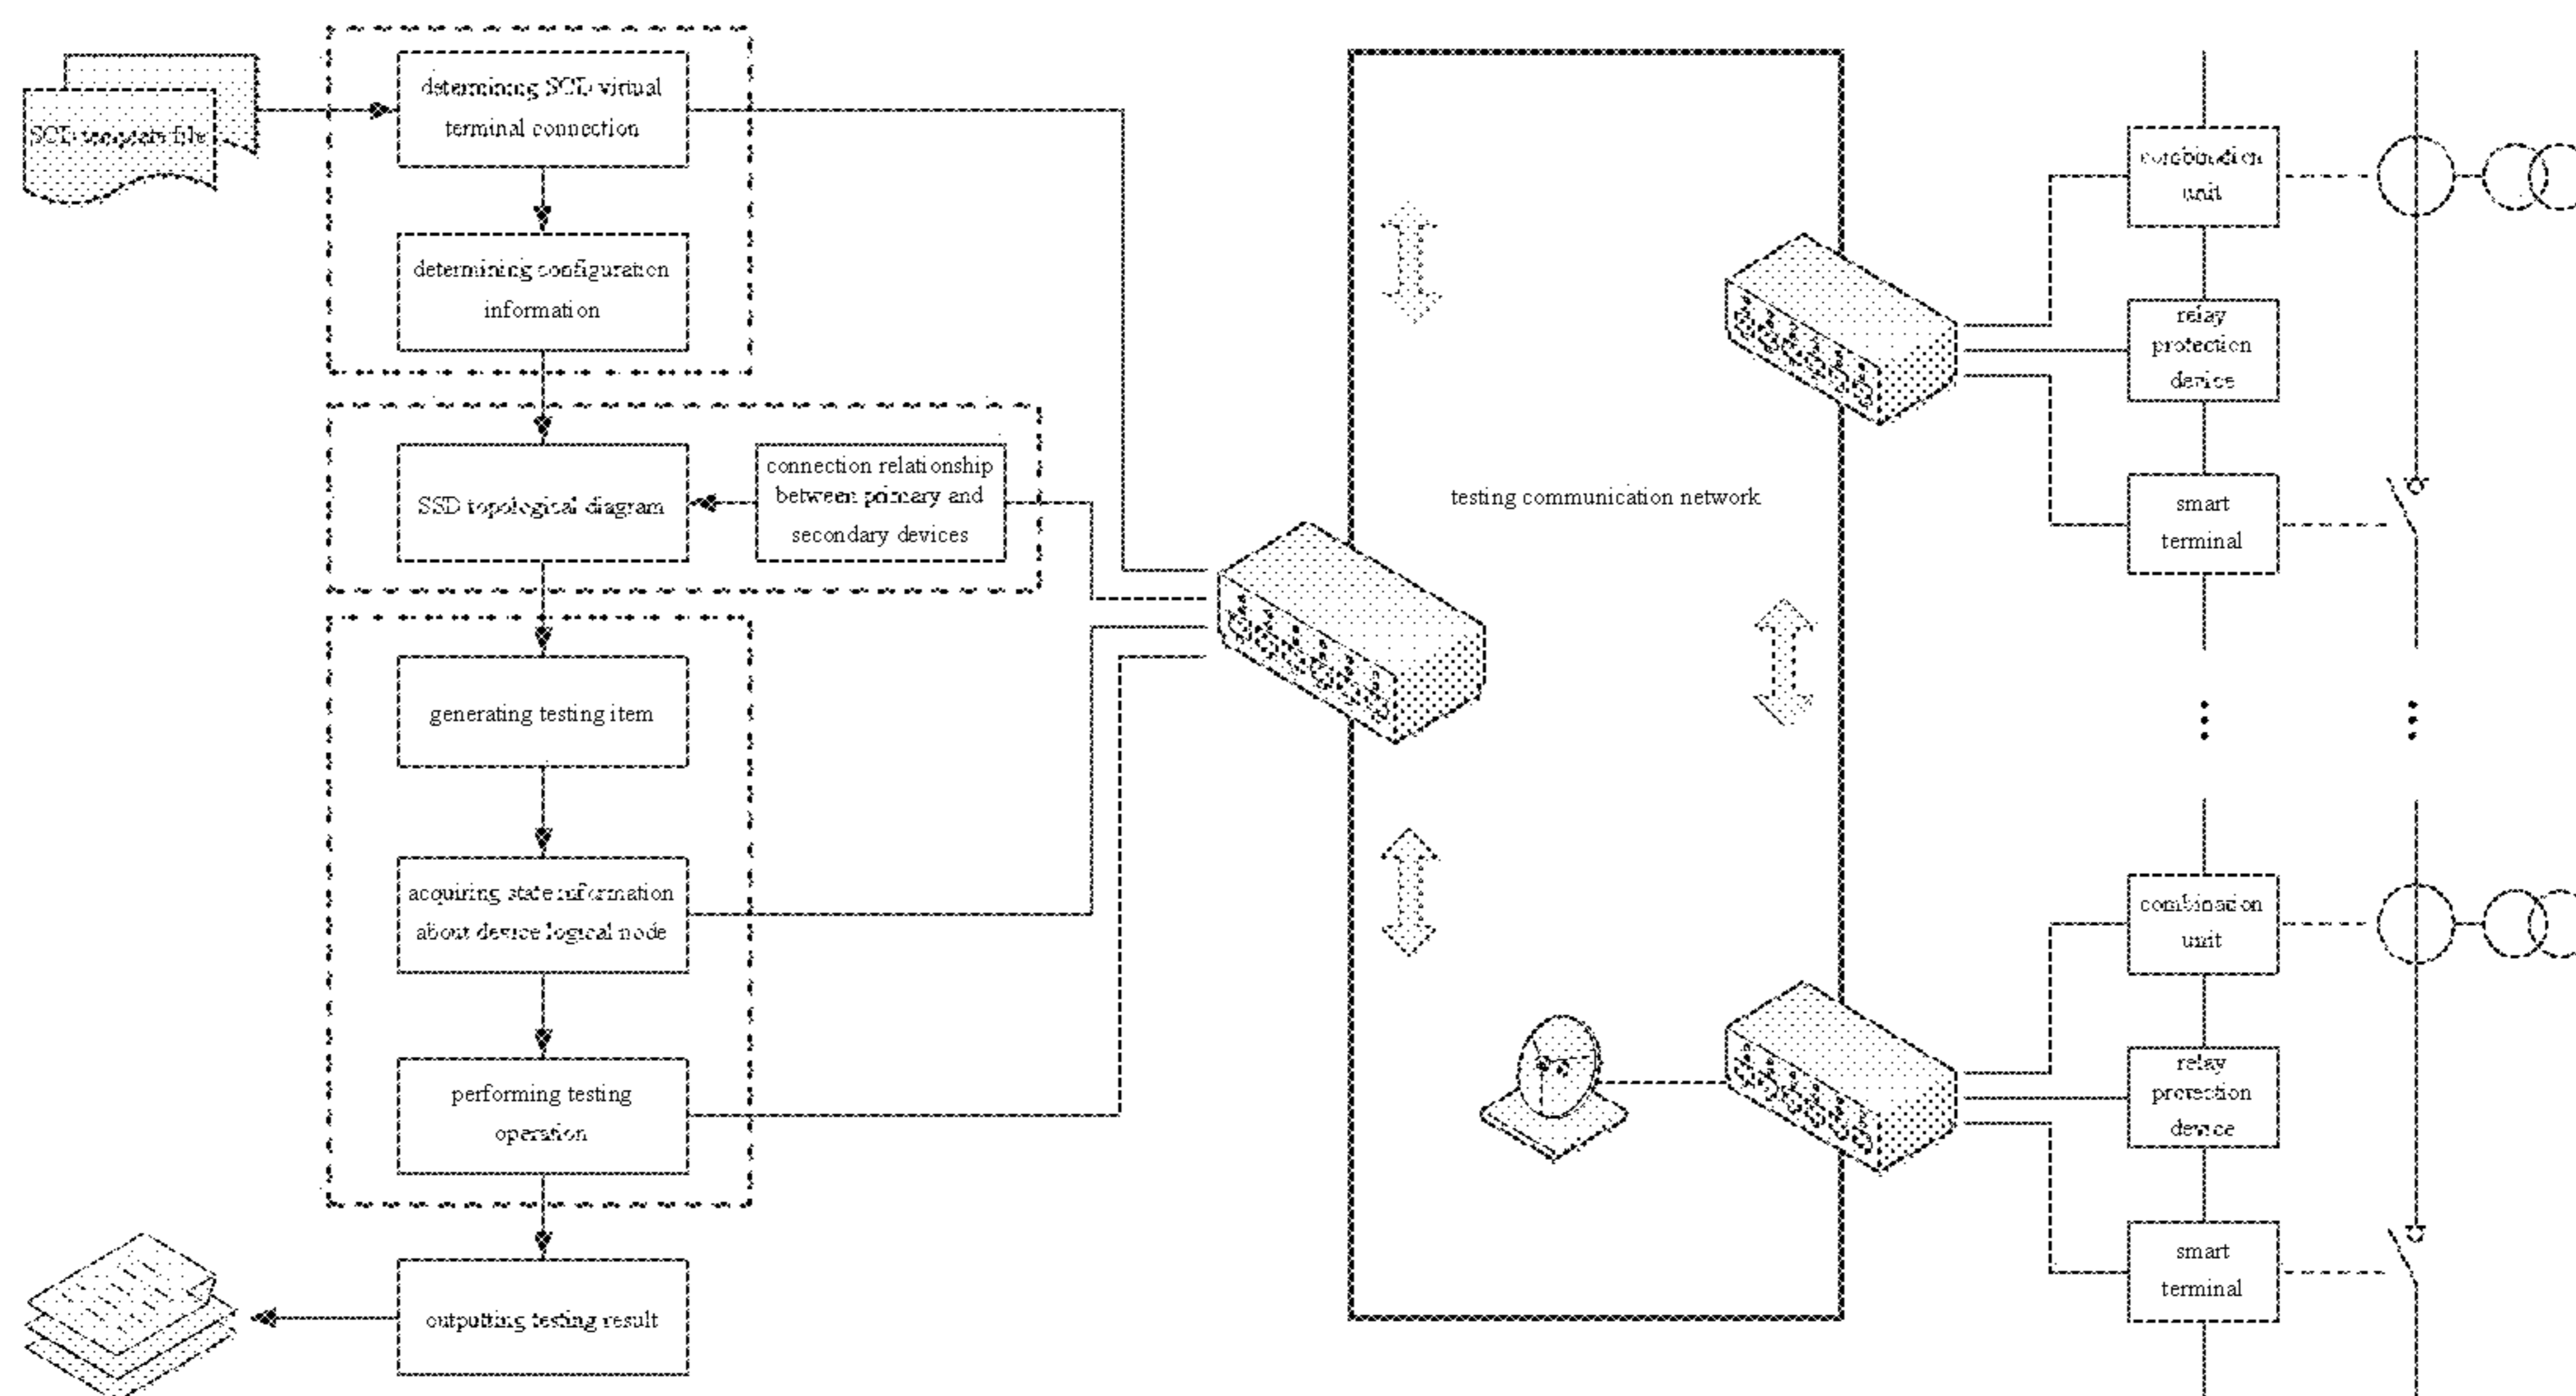 SCD template file
determining SCD virtual
terminal connection
determining configuration
information
SSD topological diagram
connection relationship
between primary and
secondary devices
generating testing item
acquiring state information
about device logical node
performing testing
operation
outputting testing result
testing communication network
combination
unit
relay
protection
device
smart
terminal
combination
unit
relay
protection
device
smart
terminal